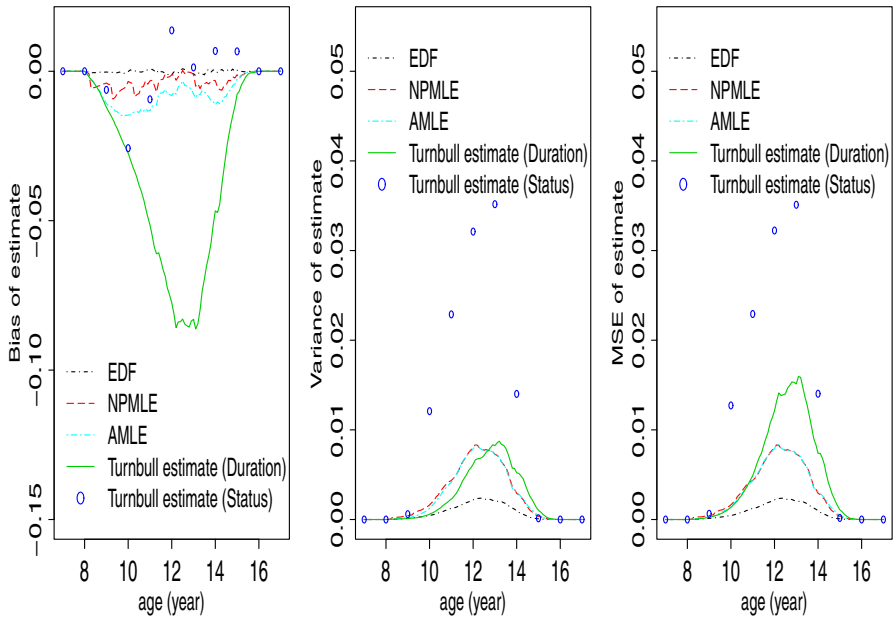 Bias of estimate
0.00
−0.05
−0.10
−0.15
EDF
NPMLE
AMLE
Turnbull estimate (Duration)
Turnbull estimate (Status)
8 10 12 14 16
age (year)
Variance of estimate
0.05
0.04
0.03
0.02
0.01
0.00
EDF
NPMLE
AMLE
Turnbull estimate (Duration)
Turnbull estimate (Status)
8 10 12 14 16
age (year)
MSE of estimate
0.05
0.04
0.03
0.02
0.01
0.00
EDF
NPMLE
AMLE
Turnbull estimate (Duration)
Turnbull estimate (Status)
8 10 12 14 16
age (year)